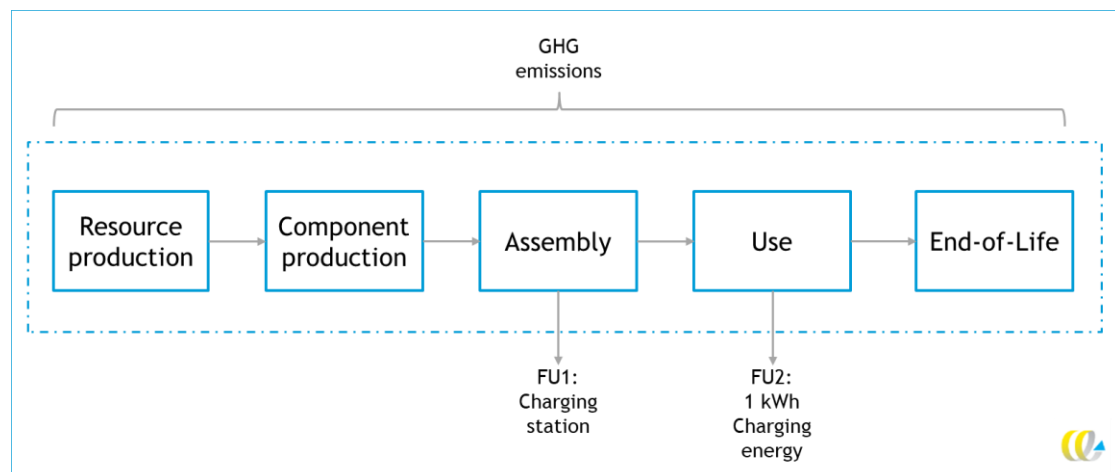 GHG
emissions
Resource
production
Component
production
Assembly
Use
End-of-Life
FU1:
Charging
station
FU2:
1 kWh
Charging
energy